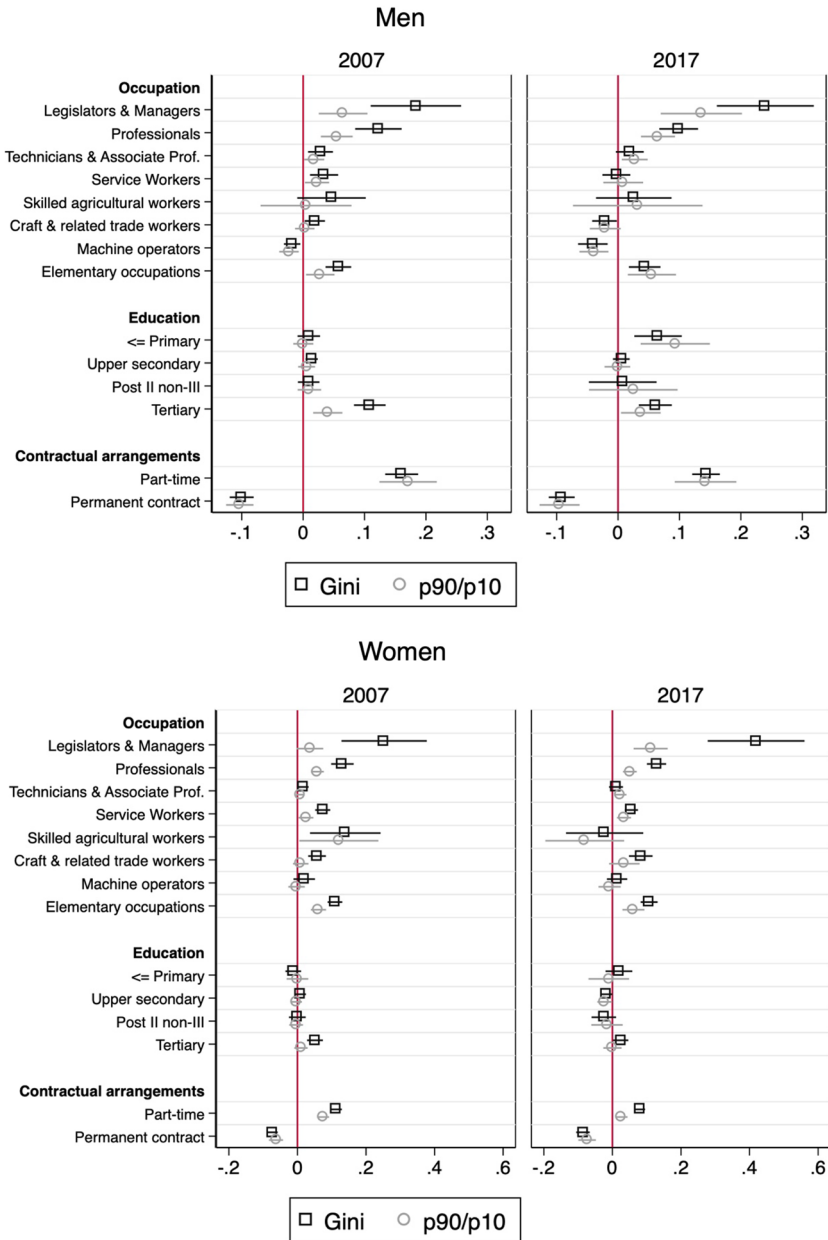 Men
2007
2017
Occupation
Legislators & Managers
Professionals
Technicians & Associate Prof.
Service Workers
Skilled agricultural workers
Craft & related trade workers
Machine operators
Elementary occupations
Education
<= Primary
Upper secondary
Post II non-III
Tertiary
Contractual arrangements
Part-time
Permanent contract
-.1 0 .1 .2 .3
-.1 0 .1 .2 .3
Gini p90/p10
Women
2007
2017
Occupation
Legislators & Managers
Professionals
Technicians & Associate Prof.
Service Workers
Skilled agricultural workers
Craft & related trade workers
Machine operators
Elementary occupations
Education
<= Primary
Upper secondary
Post II non-III
Tertiary
Contractual arrangements
Part-time
Permanent contract
-.2 0 .2 .4 .6
-.2 0 .2 .4 .6
Gini p90/p10